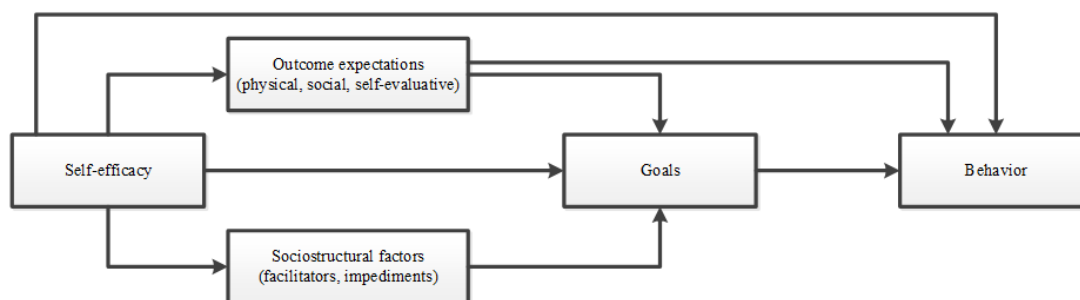 Outcome expectations
(physical, social, self-evaluative)
Self-efficacy
Goals
Behavior
Sociostructural factors
(facilitators, impediments)